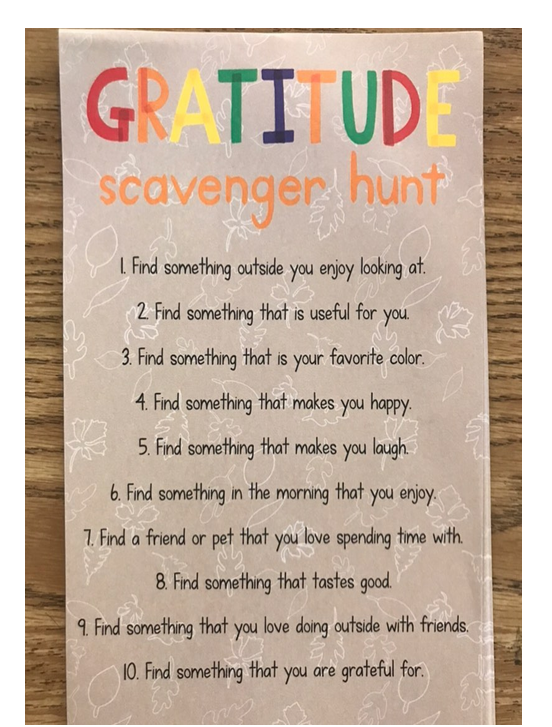 GRATITUDE
scavenger hunt
1. Find something outside you enjoy looking at.
2. Find something that is useful for you.
3. Find something that is your favorite color.
4. Find something that makes you happy.
5. Find something that makes you laugh.
6. Find something in the morning that you enjoy.
7. Find a friend or pet that you love spending time with.
8. Find something that tastes good.
9. Find something that you love doing outside with friends.
10. Find something that you are grateful for.